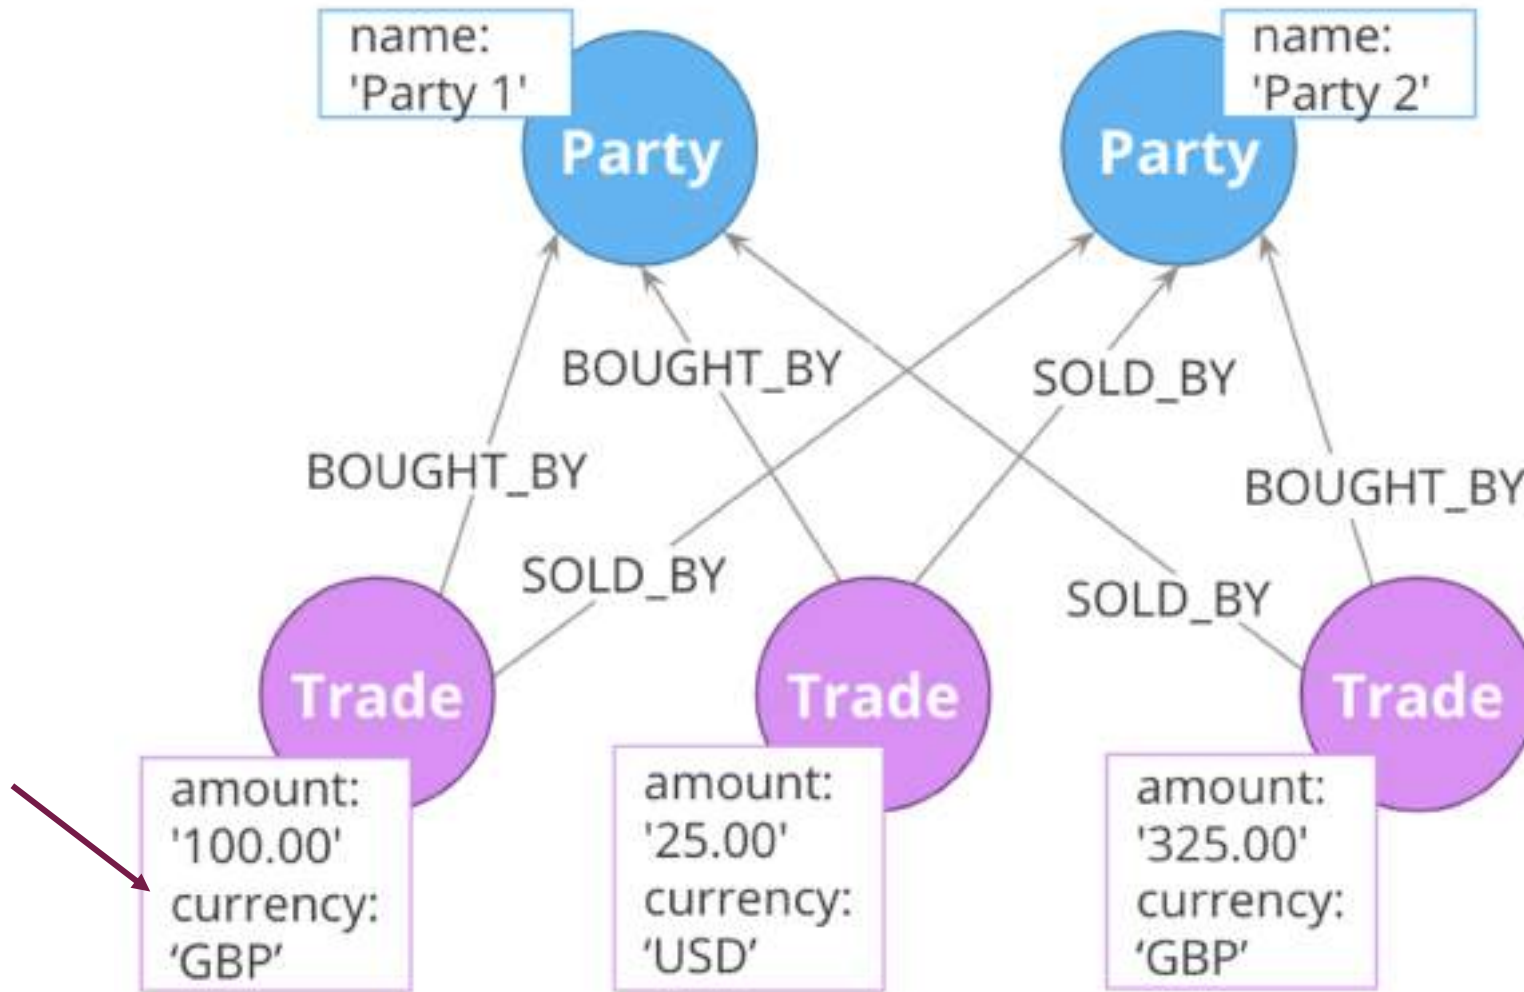 name:
'Party 1'
Party
name:
'Party 2'
Party
BOUGHT_BY
SOLD_BY
BOUGHT_BY
BOUGHT_BY
SOLD_BY
SOLD_BY
Trade
Trade
Trade
amount:
'100.00'
currency:
‘GBP’
amount:
'25.00'
currency:
‘USD’
amount:
'325.00'
currency:
‘GBP’